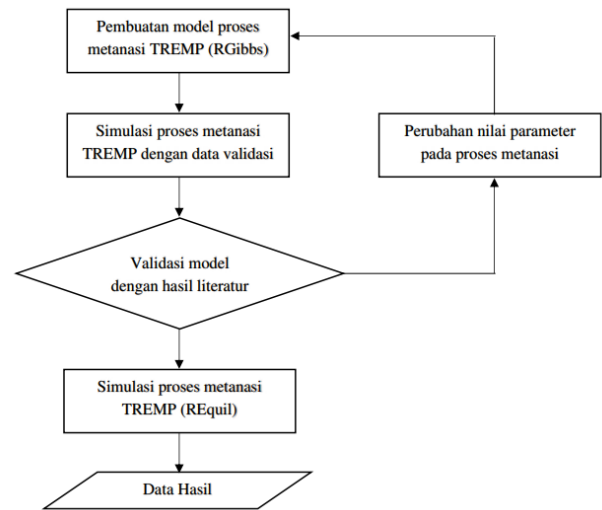 Pembuatan model proses
metanasi TREMP (RGibbs)
Simulasi proses metanasi
TREMP dengan data validasi
Perubahan nilai parameter
pada proses metanasi
Validasi model
dengan hasil literatur
Simulasi proses metanasi
TREMP (REquil)
Data Hasil